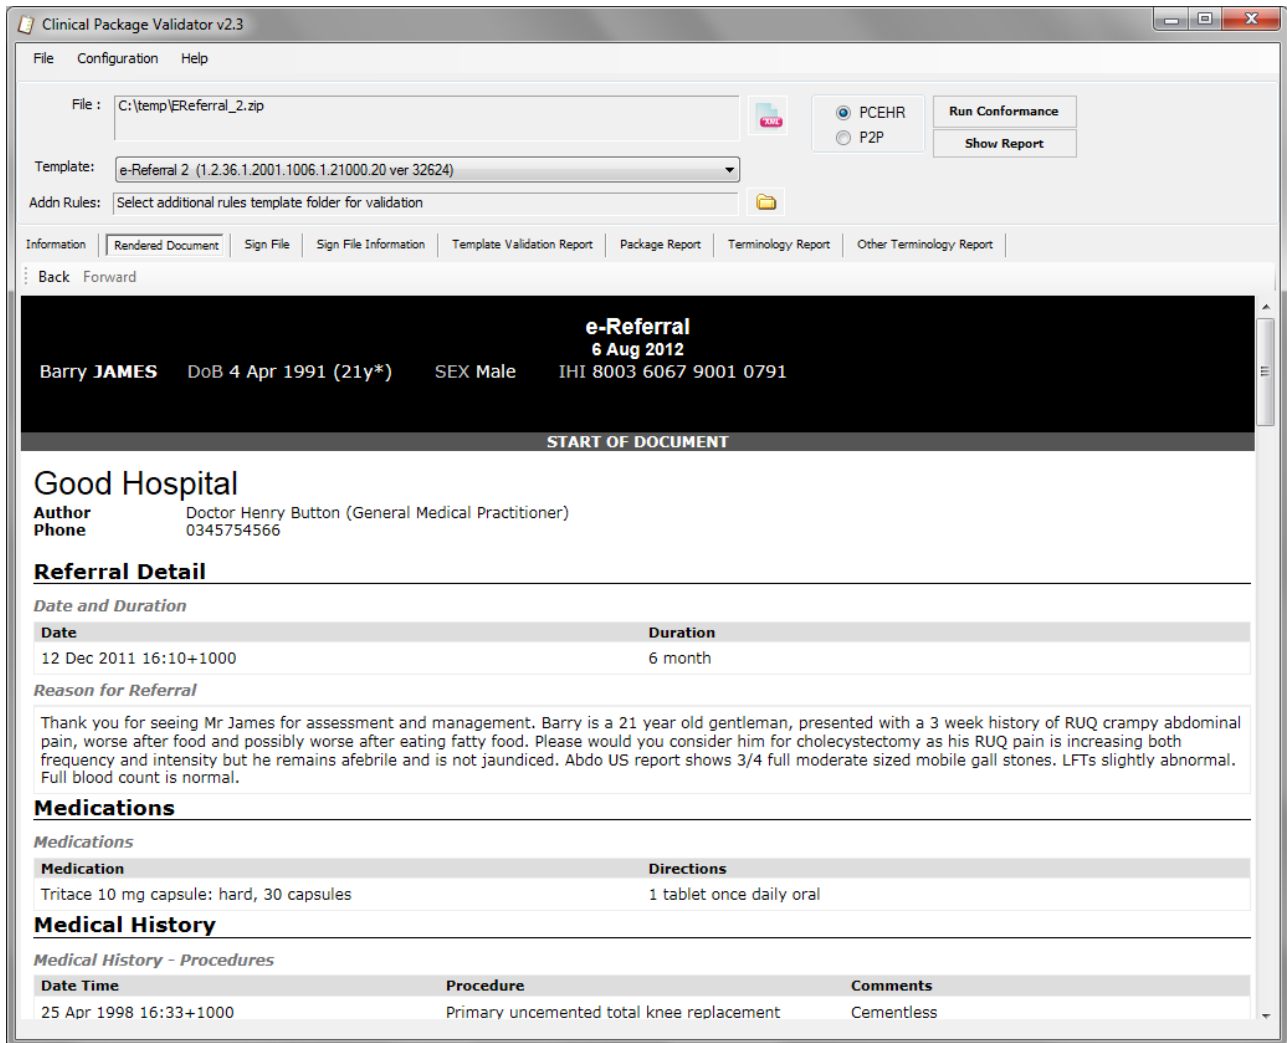 Clinical Package Validator v2.3
File Configuration Help
File : C:\temp\EReferral_2.zip
XML
PCEHR
P2P
Run Conformance
Show Report
Template: e-Referral 2 (1.2.36.1.2001.1006.1.21000.20 ver 32624)
Addn Rules: Select additional rules template folder for validation
Information Rendered Document Sign File Sign File Information Template Validation Report Package Report Terminology Report Other Terminology Report
Back Forward
e-Referral
6 Aug 2012
Barry JAMES DoB 4 Apr 1991 (21y*) SEX Male IHI 8003 6067 9001 0791
START OF DOCUMENT
Good Hospital
Author Doctor Henry Button (General Medical Practitioner)
Phone 0345754566
Referral Detail
Date and Duration
Date Duration
12 Dec 2011 16:10+1000 6 month
Reason for Referral
Thank you for seeing Mr James for assessment and management. Barry is a 21 year old gentleman, presented with a 3 week history of RUQ crampy abdominal
pain, worse after food and possibly worse after eating fatty food. Please would you consider him for cholecystectomy as his RUQ pain is increasing both
frequency and intensity but he remains afebrile and is not jaundiced. Abdo US report shows 3/4 full moderate sized mobile gall stones. LFTs slightly abnormal.
Full blood count is normal.
Medications
Medications
Medication Directions
Tritace 10 mg capsule: hard, 30 capsules 1 tablet once daily oral
Medical History
Medical History - Procedures
Date Time Procedure Comments
25 Apr 1998 16:33+1000 Primary uncemented total knee replacement Cementless